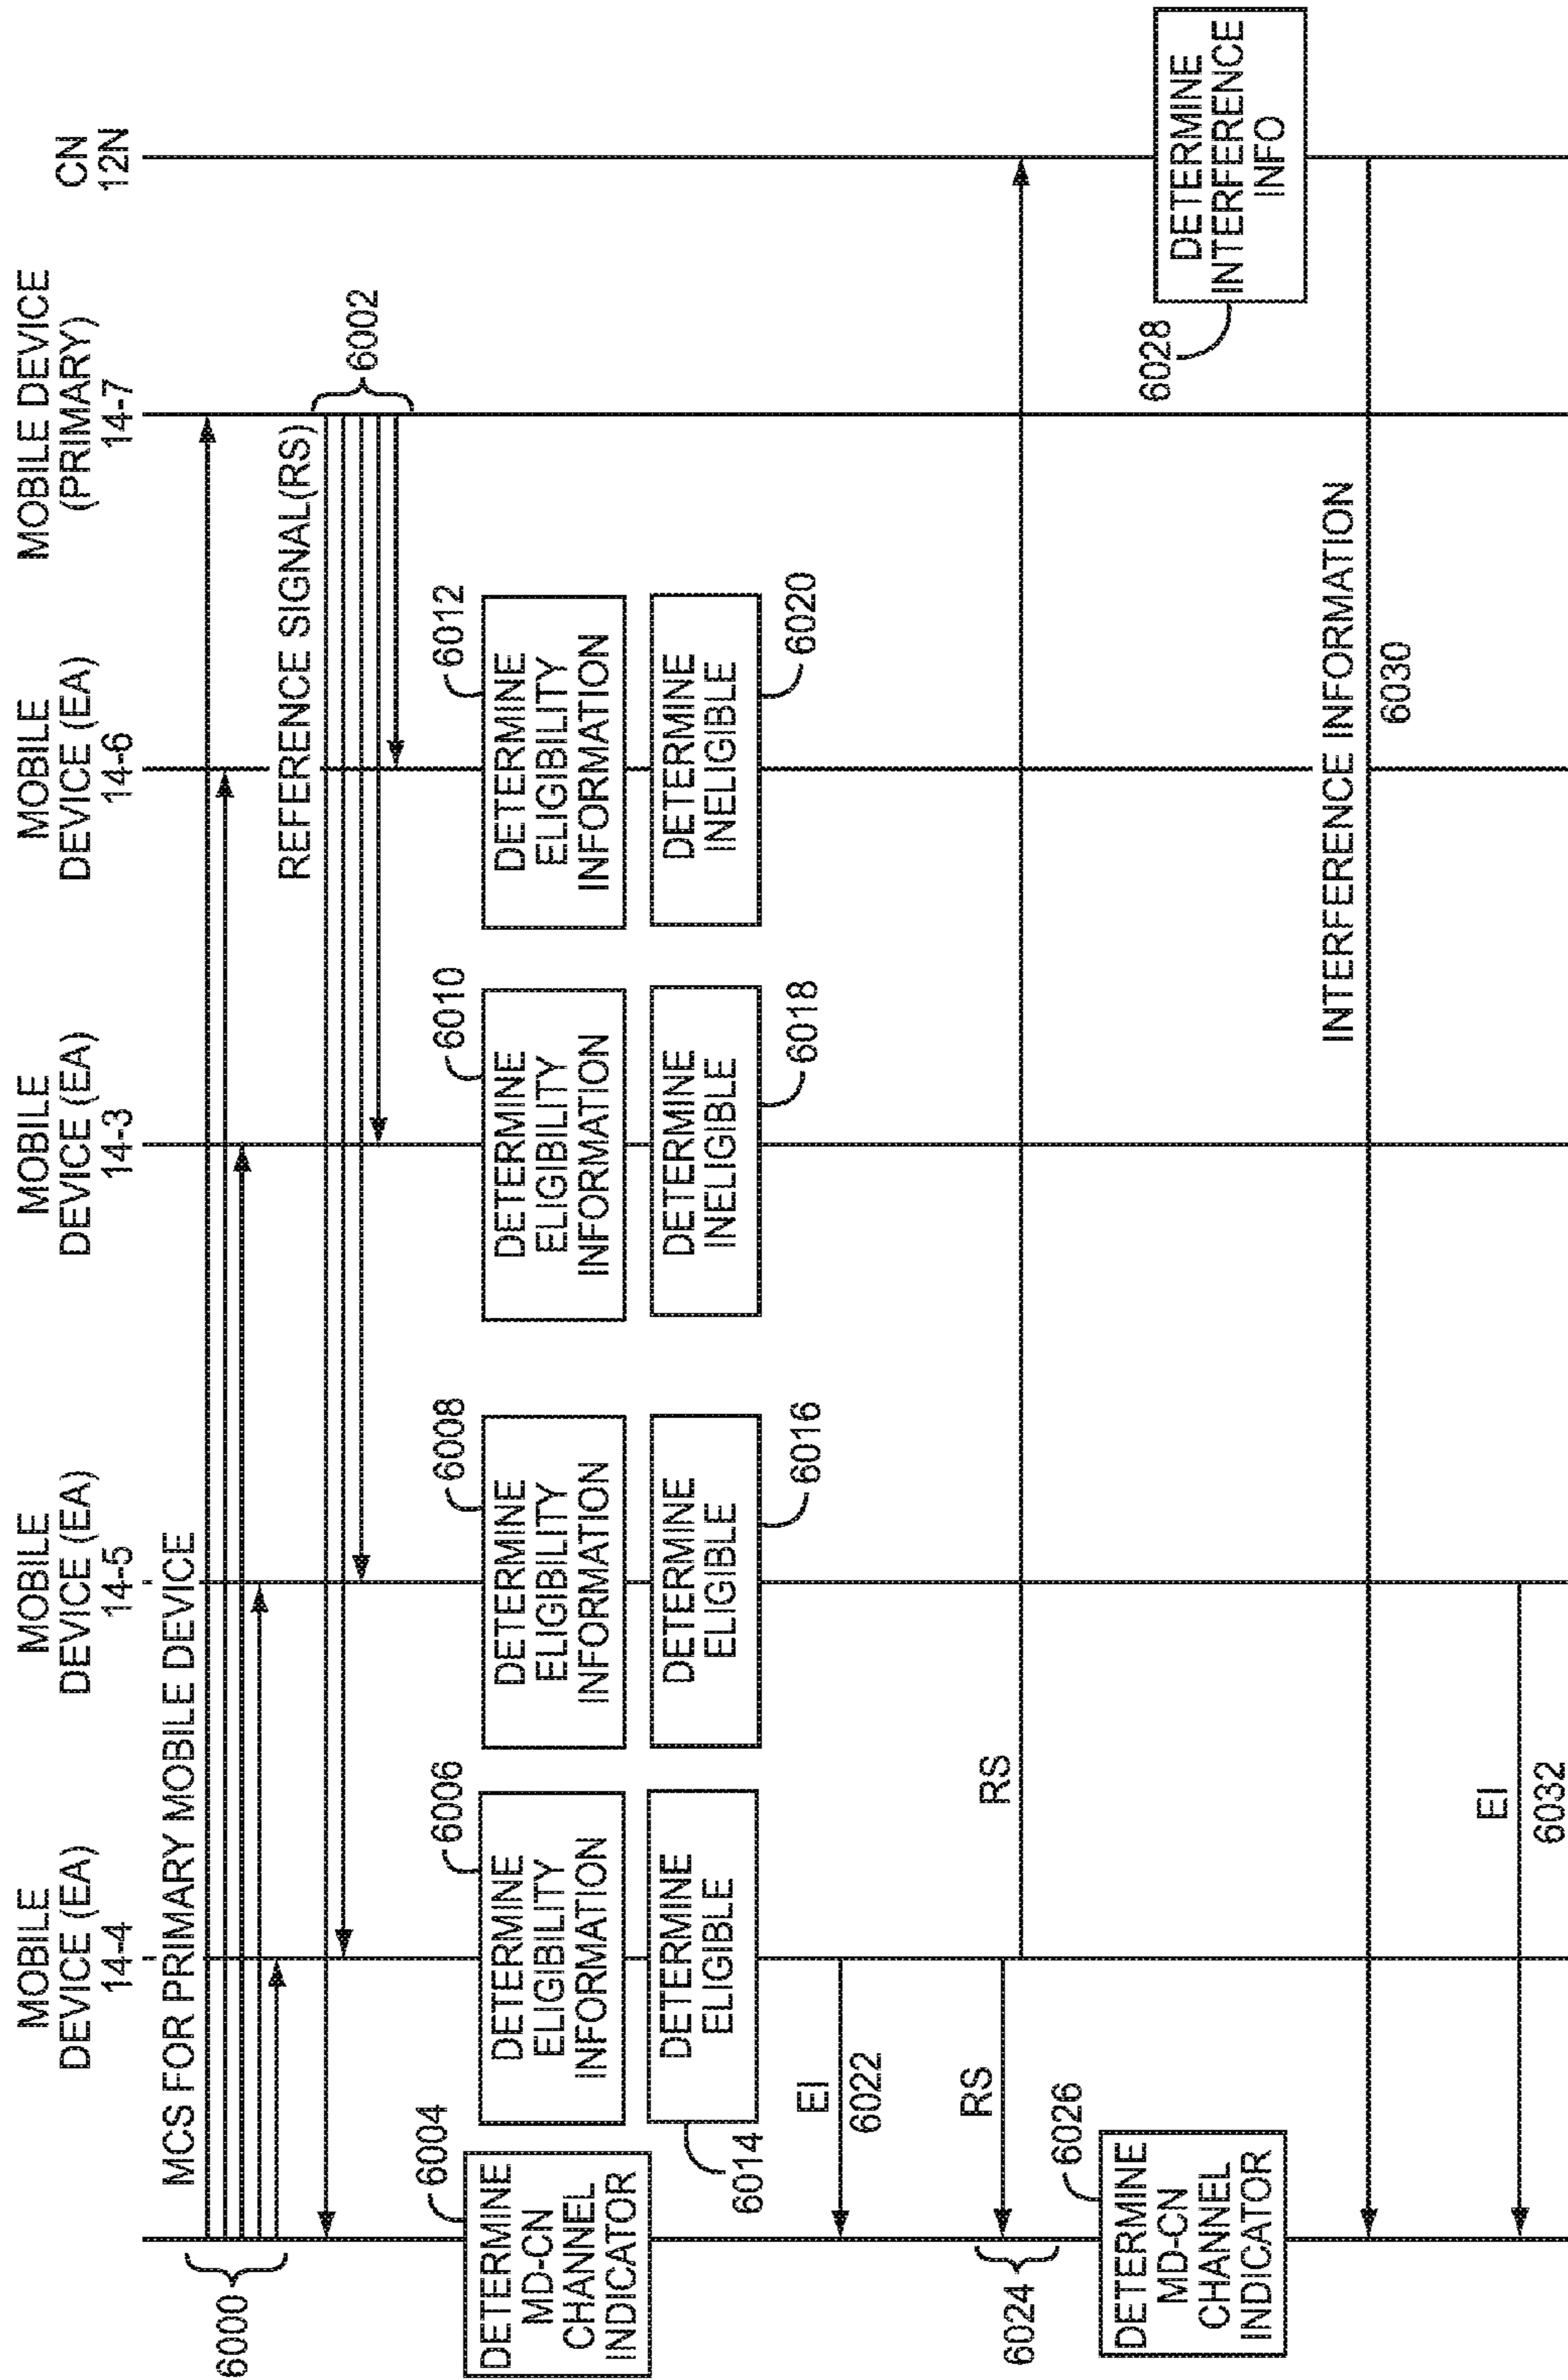 MOBILE
DEVICE (EA)
14-4
MOBILE
DEVICE (EA)
14-5
MOBILE
DEVICE (EA)
14-3
MOBILE
DEVICE (EA)
14-6
MOBILE DEVICE
(PRIMARY)
14-7
CN
12N
MCS FOR PRIMARY MOBILE DEVICE
6000
REFERENCE SIGNAL(RS)
6002
DETERMINE
MD-CN
CHANNEL
INDICATOR
6004
DETERMINE
ELIGIBILITY
INFORMATION
6006
DETERMINE
ELIGIBILITY
INFORMATION
6008
DETERMINE
ELIGIBILITY
INFORMATION
6010
DETERMINE
ELIGIBILITY
INFORMATION
6012
DETERMINE
ELIGIBLE
6014
DETERMINE
ELIGIBLE
6016
DETERMINE
INELIGIBLE
6018
DETERMINE
INELIGIBLE
6020
EI
6022
RS
RS
6024
DETERMINE
MD-CN
CHANNEL
INDICATOR
6026
DETERMINE
INTERFERENCE
INFO
6028
INTERFERENCE INFORMATION
6030
EI
6032